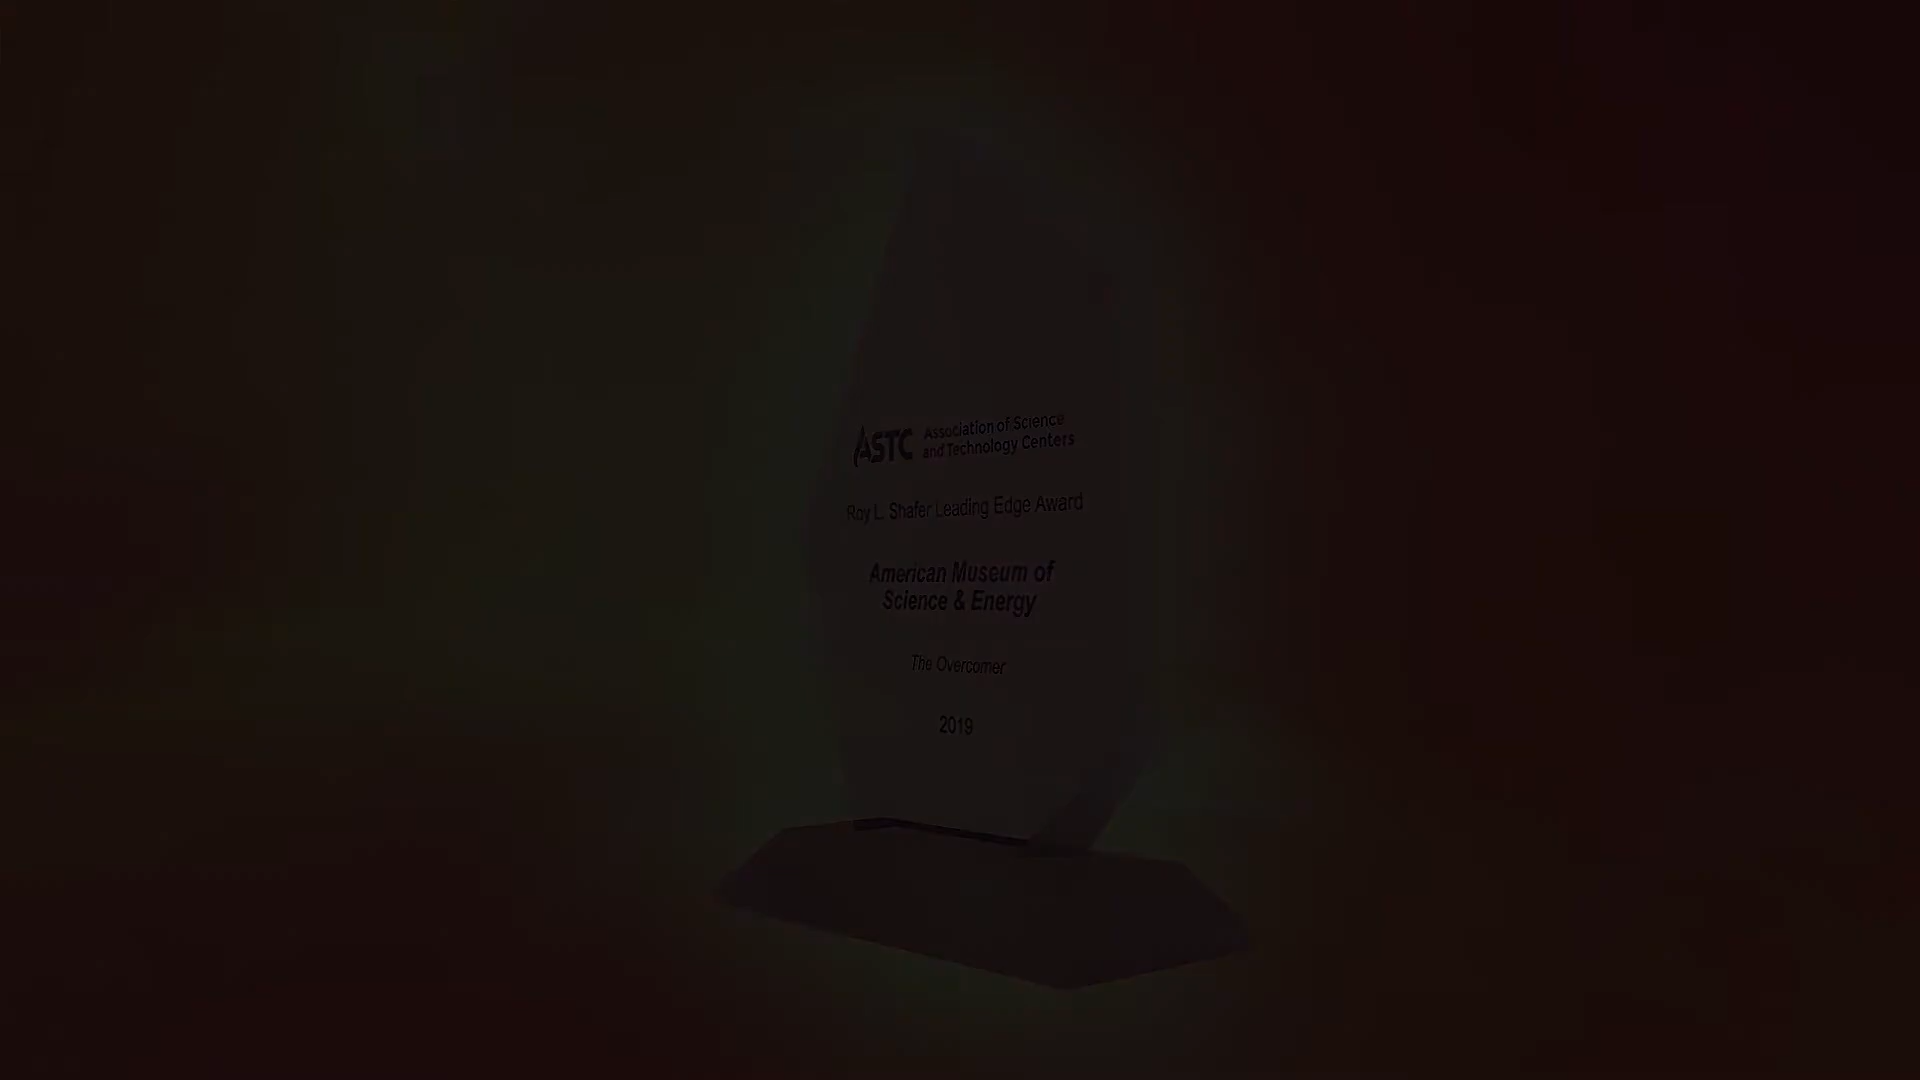 ASTC Association of Science
and Technology Centers
Roy L. Shafer Leading Edge Award
American Museum of
Science & Energy
The Overcomer
2019